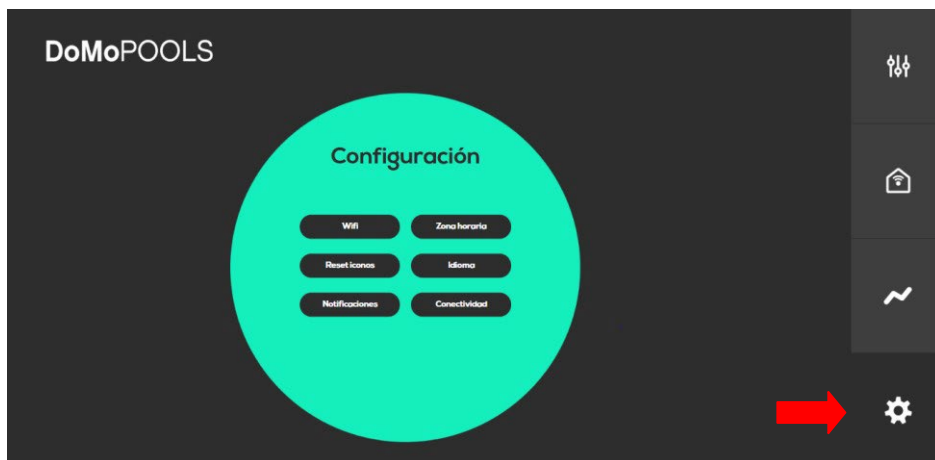 DoMoPOOLS
Configuración
Wifi
Zona horaria
Reset iconos
Idioma
Notificaciones
Conectividad